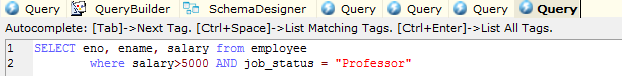 Query QueryBuilder SchemaDesigner Query Query Query Query
Autocomplete: [Tab]->Next Tag. [Ctrl+Space]->List Matching Tags. [Ctrl+Enter]->List All Tags.
1 SELECT eno, ename, salary from employee
2 where salary>5000 AND job_status = "Professor"